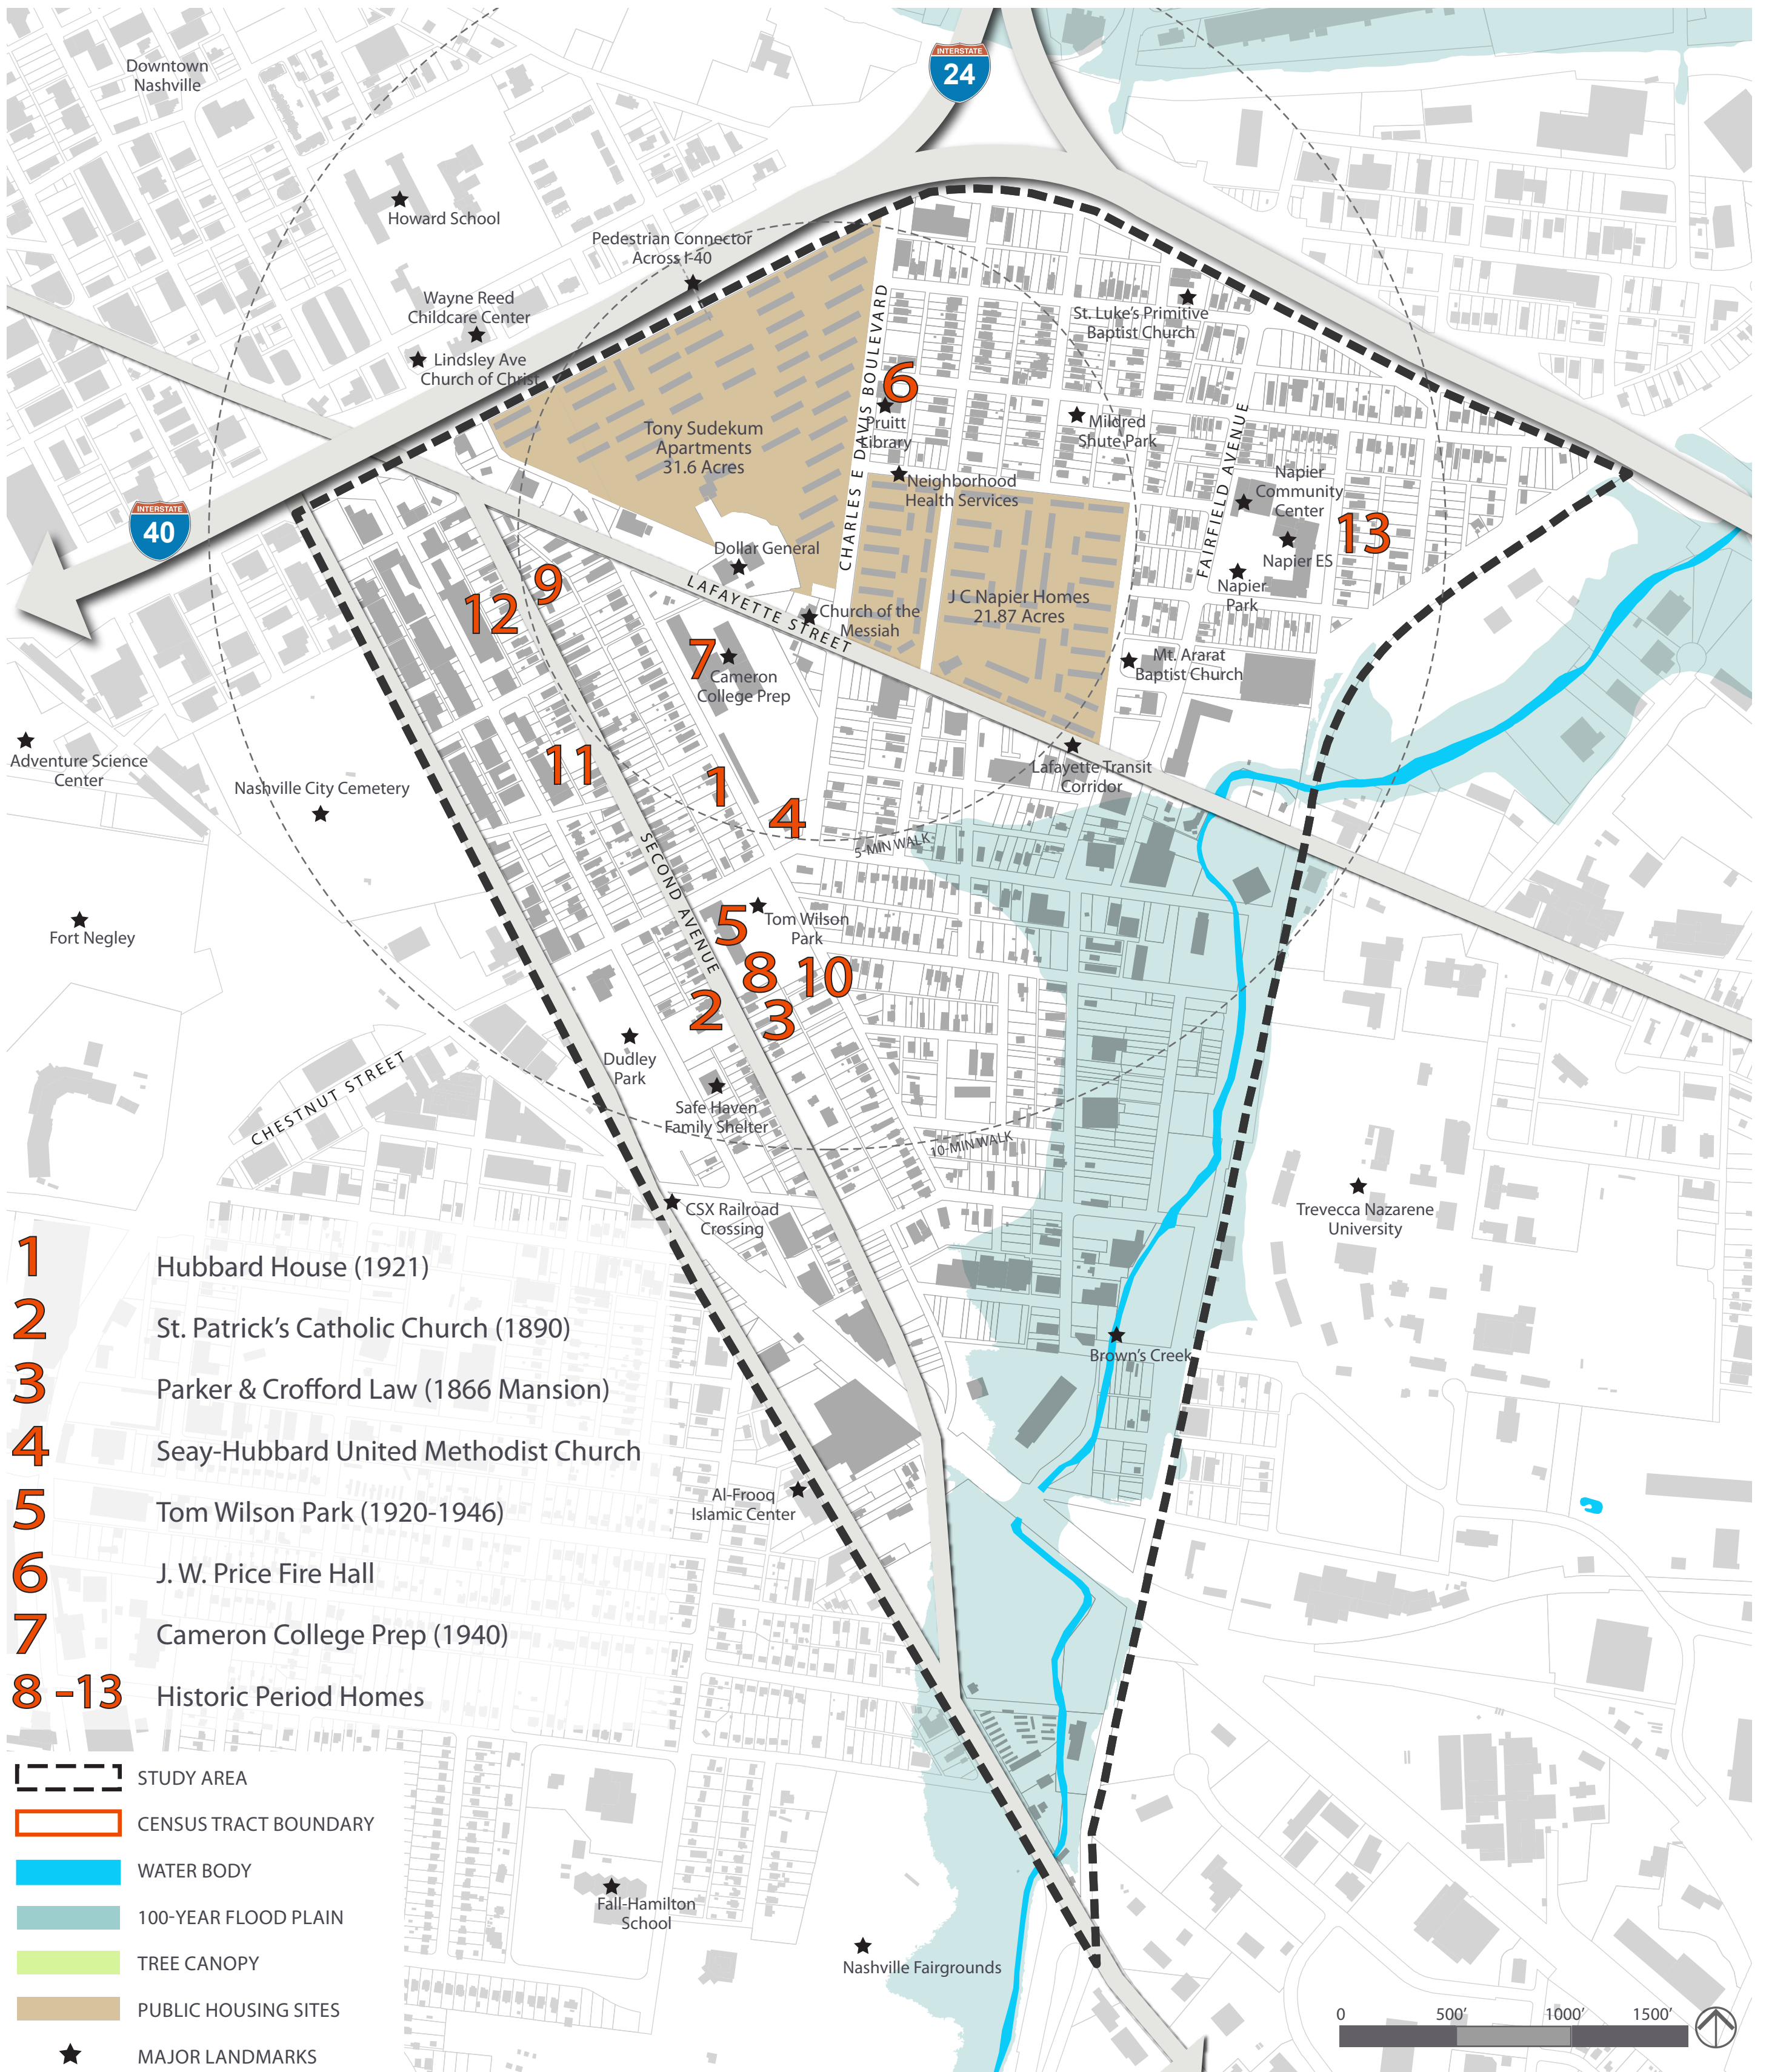 Downtown
Nashville
INTERSTATE
24
Howard School
Pedestrian Connector
Across I-40
Wayne Reed
Childcare Center
Lindsley Ave
Church of Christ
St. Luke's Primitive
Baptist Church
CHARLES E DAVIS BOULEVARD
6
Pruitt
Library
Mildred
Shute Park
Tony Sudekum
Apartments
31.6 Acres
FAIRFIELD AVENUE
Neighborhood
Health Services
Napier
Community
Center
13
Napier ES
Napier
Park
INTERSTATE
40
Dollar General
LAFAYETTE STREET
9
12
J C Napier Homes
21.87 Acres
Church of the
Messiah
7
Cameron
College Prep
Mt. Ararat
Baptist Church
Adventure Science
Center
Nashville City Cemetery
11
1
4
Lafayette Transit
Corridor
5-MIN WALK
SECOND AVENUE
Fort Negley
5
Tom Wilson
Park
8
10
2
3
Dudley
Park
CHESTNUT STREET
Safe Haven
Family Shelter
10-MIN WALK
CSX Railroad
Crossing
Trevecca Nazarene
University
Brown's Creek
Al-Frooq
Islamic Center
1 Hubbard House (1921)
2 St. Patrick's Catholic Church (1890)
3 Parker & Crofford Law (1866 Mansion)
4 Seay-Hubbard United Methodist Church
5 Tom Wilson Park (1920-1946)
6 J. W. Price Fire Hall
7 Cameron College Prep (1940)
8 -13 Historic Period Homes
STUDY AREA
CENSUS TRACT BOUNDARY
WATER BODY
100-YEAR FLOOD PLAIN
TREE CANOPY
PUBLIC HOUSING SITES
MAJOR LANDMARKS
Fall-Hamilton
School
Nashville Fairgrounds
0 500' 1000' 1500'